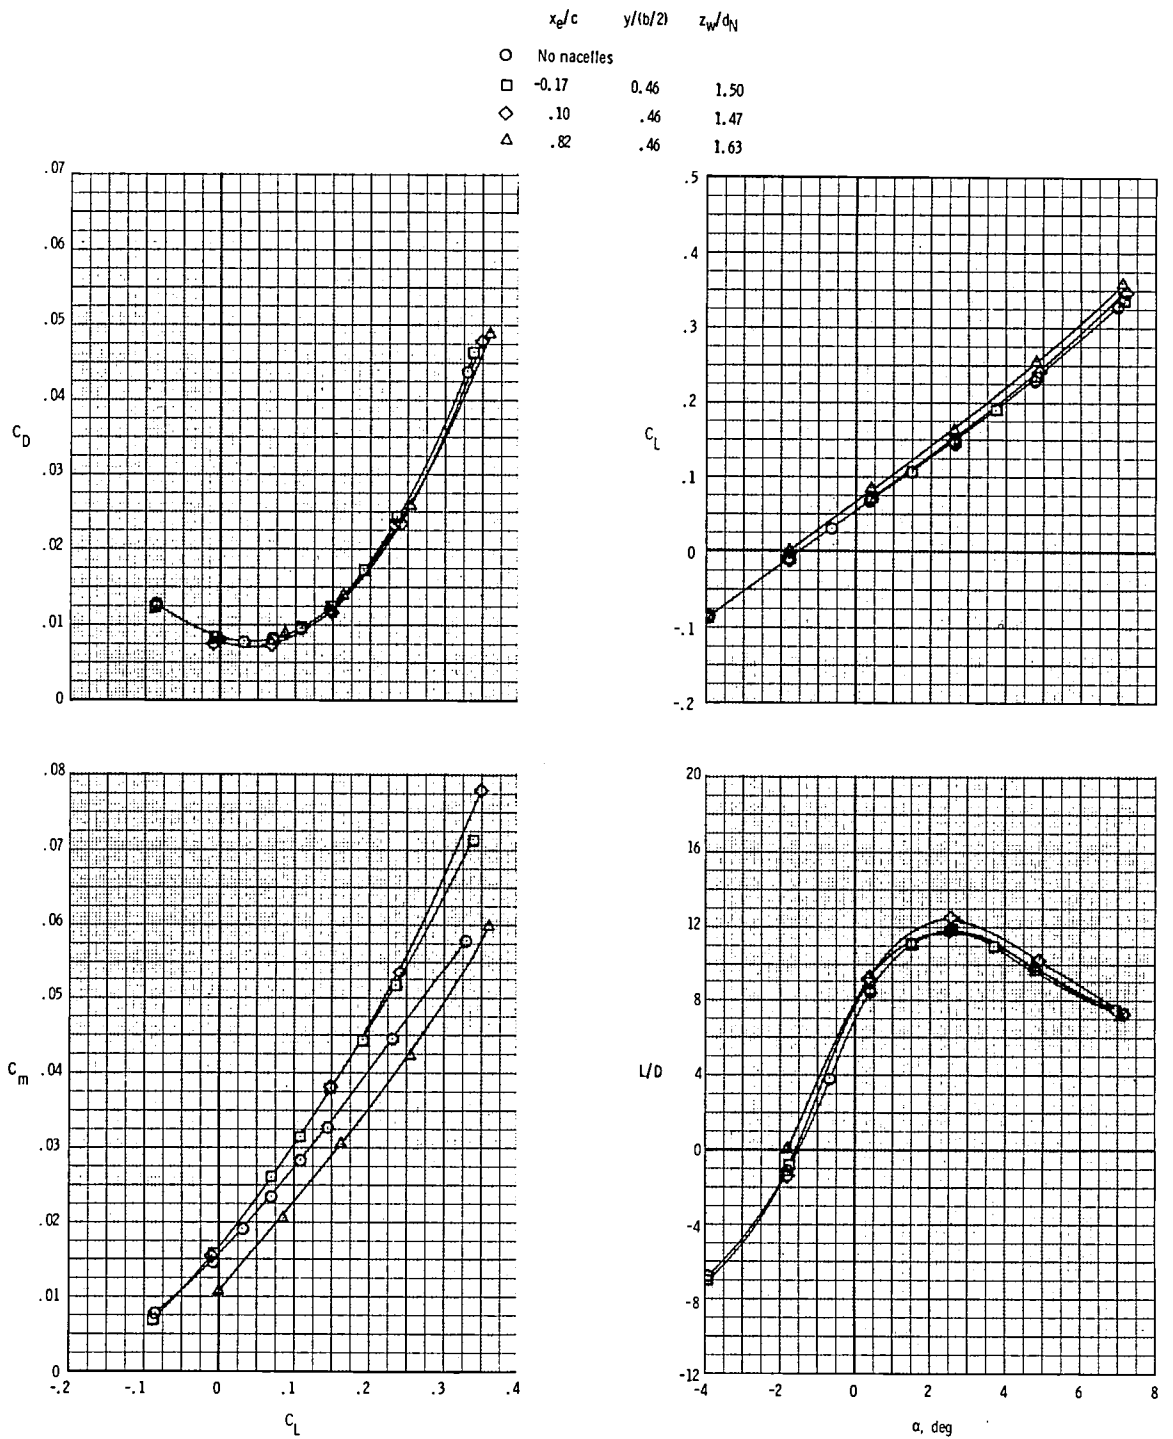 x_e/c y/(b/2) z_w/d_N
No nacelles
-0.17 0.46 1.50
.10 .46 1.47
.82 .46 1.63
.07
.06
.05
.04
C_D
.03
.02
.01
0
.5
.4
.3
.2
C_L
.1
0
-.1
-.2
.08
.07
.06
.05
C_m
.04
.03
.02
.01
0
-.2 -.1 0 .1 .2 .3 .4
C_L
20
16
12
8
L/D
4
0
-4
-8
-12
-4 -2 0 2 4 6 8
α, deg